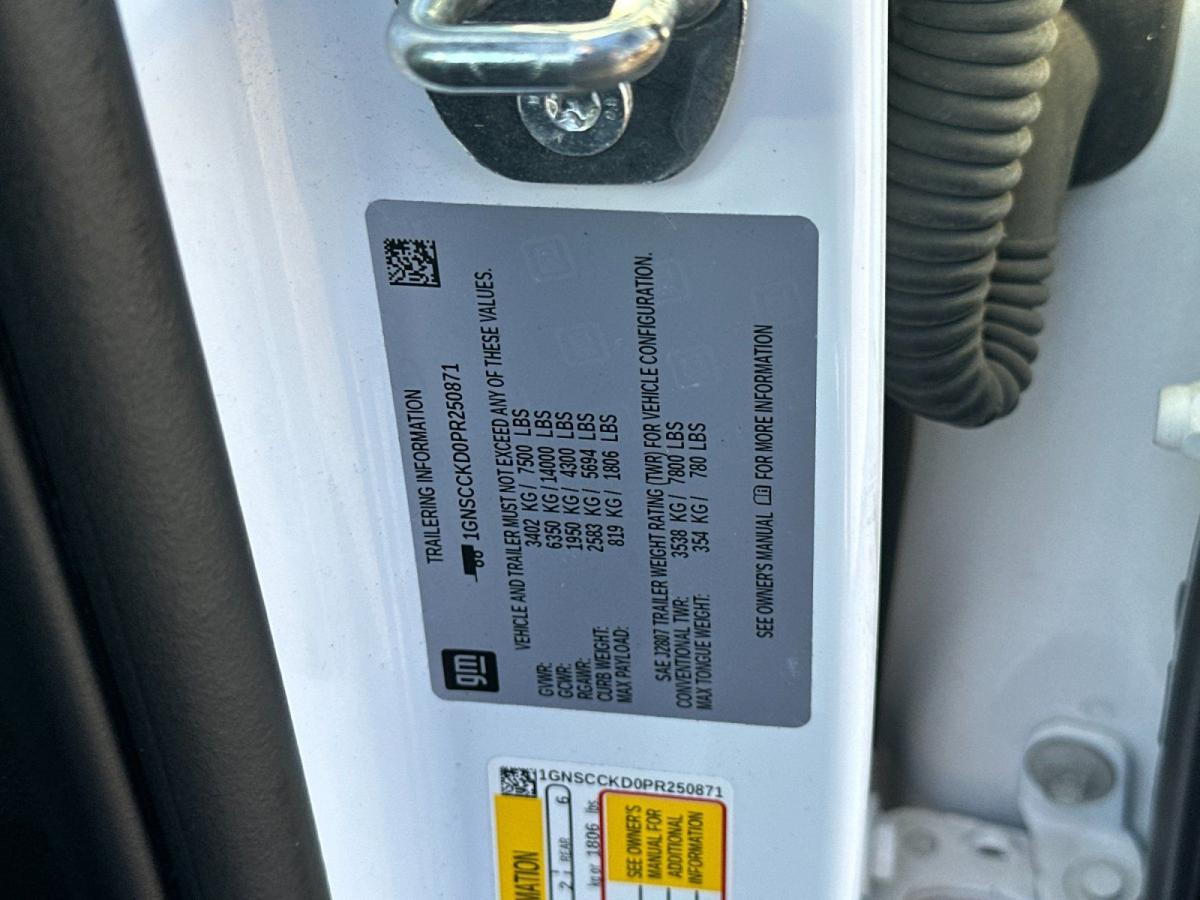 TRAILERING INFORMATION
1GNSCCKD0PR250871
gm
VEHICLE AND TRAILER MUST NOT EXCEED ANY OF THESE VALUES.
GVWR: 3402 KG / 7500 LBS
GCWR: 6350 KG / 14000 LBS
RGAWR: 1950 KG / 4300 LBS
CURB WEIGHT: 2583 KG / 5694 LBS
MAX PAYLOAD: 819 KG / 1806 LBS
SAE J2807 TRAILER WEIGHT RATING (TWR) FOR VEHICLE CONFIGURATION.
CONVENTIONAL TWR: 3538 KG / 7800 LBS
MAX TONGUE WEIGHT: 354 KG / 780 LBS
SEE OWNER'S MANUAL FOR MORE INFORMATION
1GNSCCKD0PR250871
MATION
2 REAR 6
kg or 1806 lbs
SEE OWNER'S
MANUAL FOR
ADDITIONAL
INFORMATION